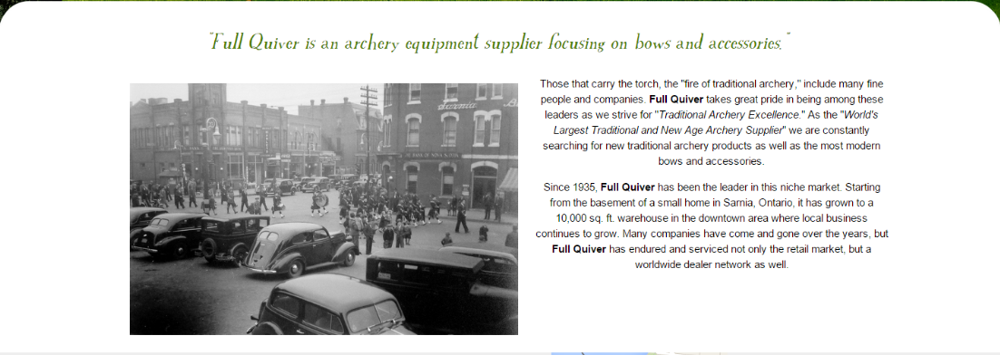 "Full Quiver is an archery equipment supplier focusing on bows and accessories."
Those that carry the torch, the "fire of traditional archery," include many fine
people and companies. Full Quiver takes great pride in being among these
leaders as we strive for "Traditional Archery Excellence." As the "World's
Largest Traditional and New Age Archery Supplier" we are constantly
searching for new traditional archery products as well as the most modern
bows and accessories.
Since 1935, Full Quiver has been the leader in this niche market. Starting
from the basement of a small home in Sarnia, Ontario, it has grown to a
10,000 sq. ft. warehouse in the downtown area where local business
continues to grow. Many companies have come and gone over the years, but
Full Quiver has endured and serviced not only the retail market, but a
worldwide dealer network as well.